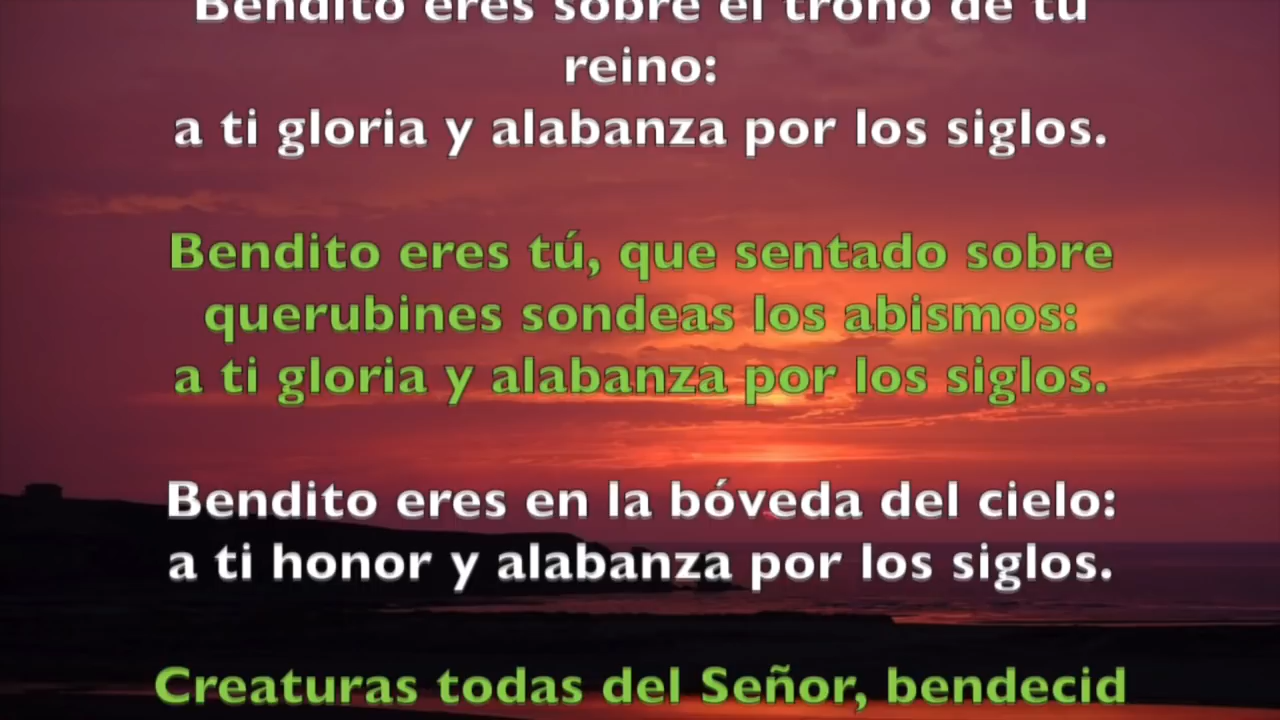 Bendito eres sobre el trono de tu
reino:
a ti gloria y alabanza por los siglos.
Bendito eres tú, que sentado sobre
querubines sondeas los abismos:
a ti gloria y alabanza por los siglos.
Bendito eres en la bóveda del cielo:
a ti honor y alabanza por los siglos.
Creaturas todas del Señor, bendecid